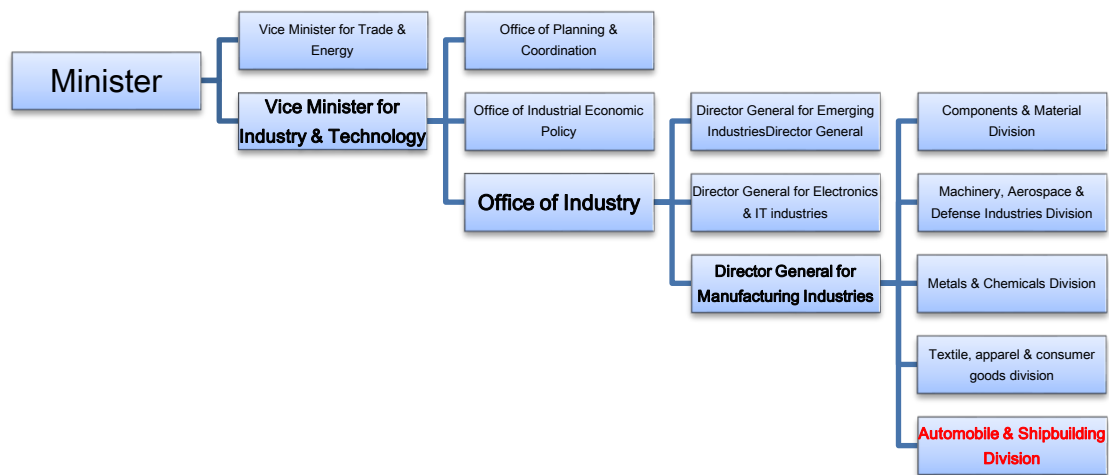 Minister
Vice Minister for Trade &
Energy
Vice Minister for
Industry & Technology
Office of Planning &
Coordination
Office of Industrial Economic
Policy
Office of Industry
Director General for Emerging
IndustriesDirector General
Director General for Electronics
& IT industries
Director General for
Manufacturing Industries
Components & Material
Division
Machinery, Aerospace &
Defense Industries Division
Metals & Chemicals Division
Textile, apparel & consumer
goods division
Automobile & Shipbuilding
Division